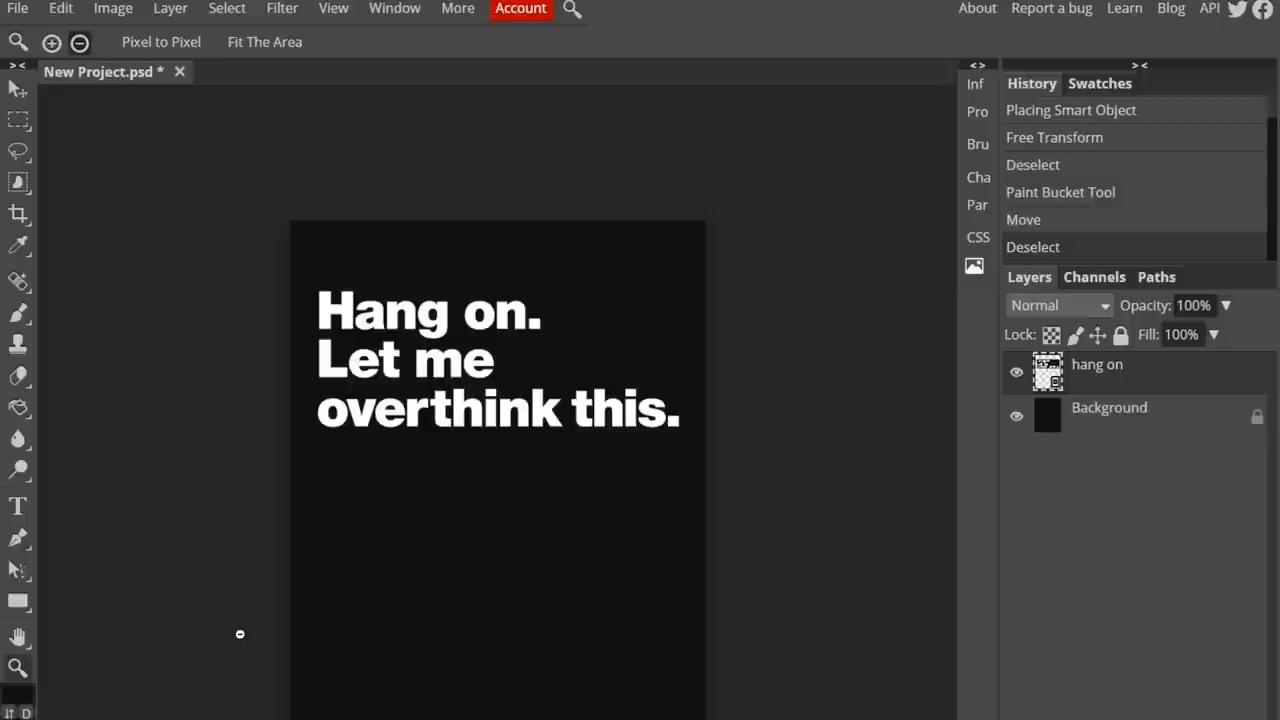 File Edit Image Layer Select Filter View Window More Account About Report a bug Learn Blog API
Pixel to Pixel Fit The Area
> < < > > <
New Project.psd *
Inf
Pro
Bru
Cha
Par
CSS
History Swatches
Placing Smart Object
Free Transform
Deselect
Paint Bucket Tool
Move
Deselect
Layers Channels Paths
Normal Opacity: 100%
Lock: Fill: 100%
hang on
Background
Hang on.
Let me
overthink this.
T
D